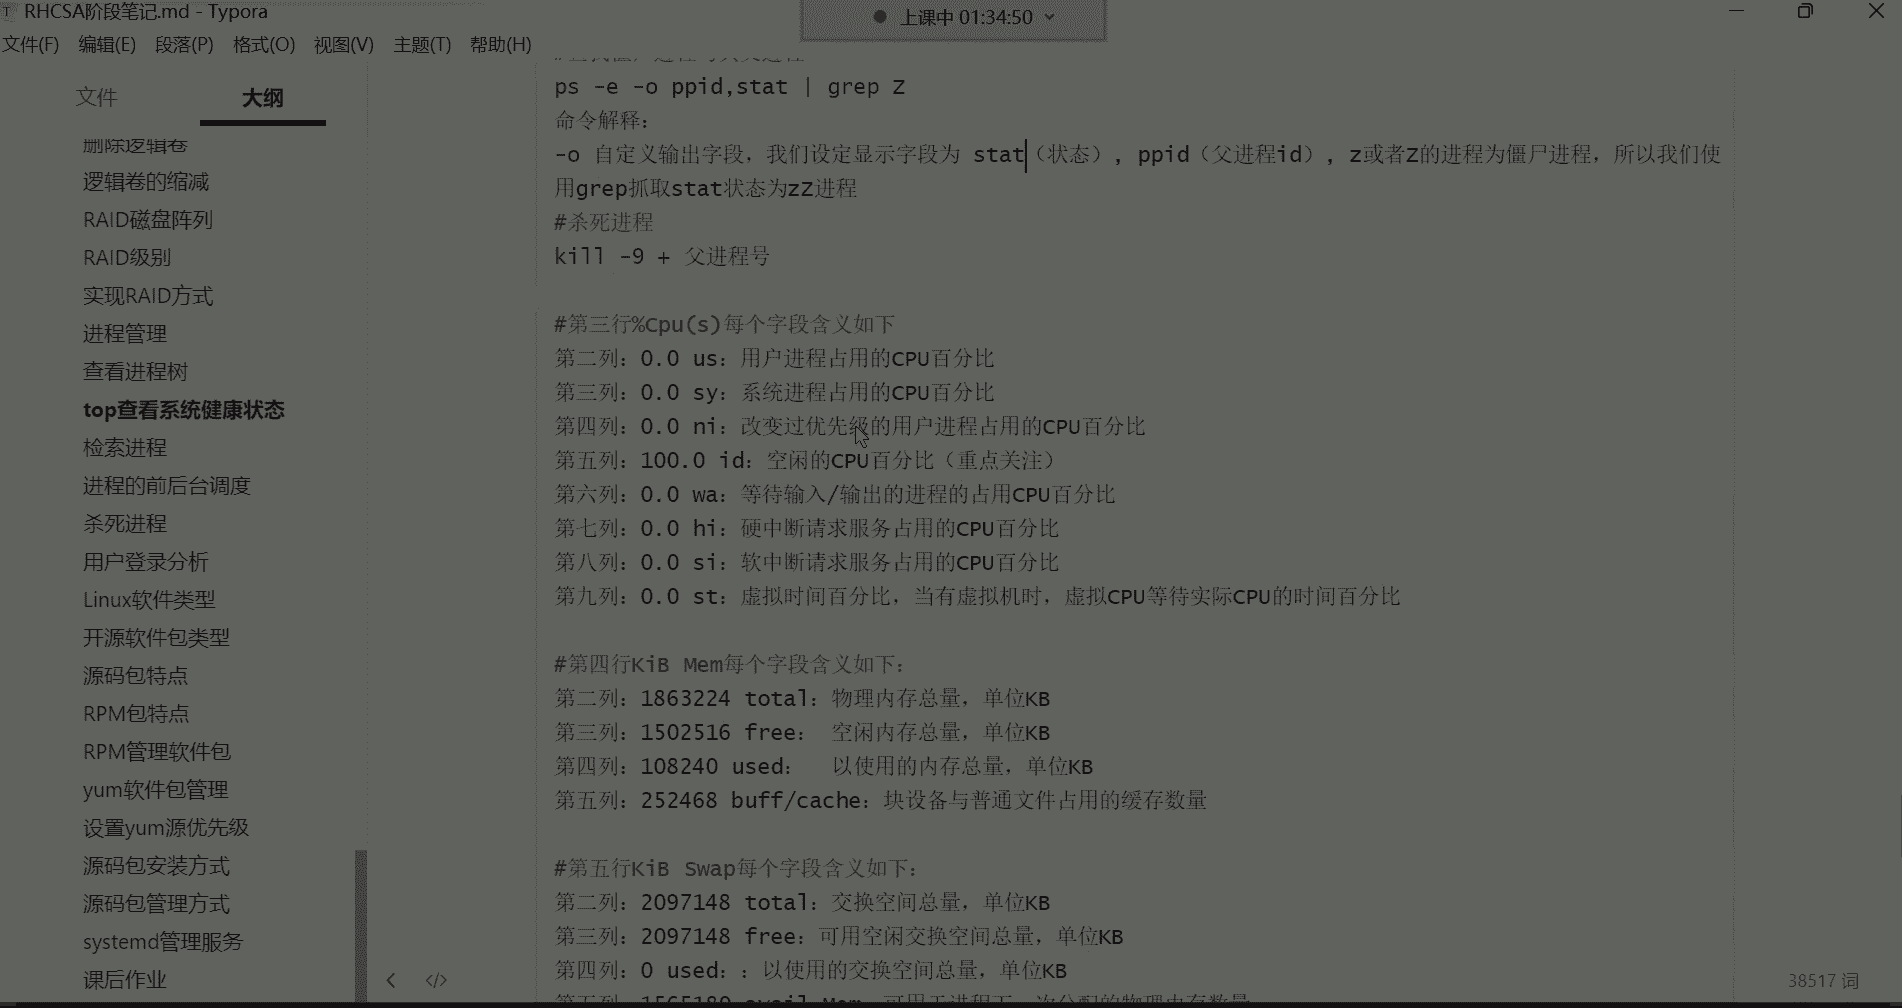 RHCSA阶段笔记.md - Typora
上课中 01:34:50
文件(F) 编辑(E) 段落(P) 格式(O) 视图(V) 主题(T) 帮助(H)
文件 大纲
删除逻辑卷
逻辑卷的缩减
RAID磁盘阵列
RAID级别
实现RAID方式
进程管理
查看进程树
top查看系统健康状态
检索进程
进程的前后台调度
杀死进程
用户登录分析
Linux软件类型
开源软件包类型
源码包特点
RPM包特点
RPM管理软件包
yum软件包管理
设置yum源优先级
源码包安装方式
源码包管理方式
systemd管理服务
课后作业
ps -e -o ppid,stat | grep Z
命令解释：
-o 自定义输出字段，我们设定显示字段为 stat（状态）, ppid（父进程id）, z或者Z的进程为僵尸进程，所以我们使
用grep抓取stat状态为zZ进程
#杀死进程
kill -9 + 父进程号
#第三行%Cpu(s)每个字段含义如下
第二列：0.0 us：用户进程占用的CPU百分比
第三列：0.0 sy：系统进程占用的CPU百分比
第四列：0.0 ni：改变过优先级的用户进程占用的CPU百分比
第五列：100.0 id：空闲的CPU百分比（重点关注）
第六列：0.0 wa：等待输入/输出的进程的占用CPU百分比
第七列：0.0 hi：硬中断请求服务占用的CPU百分比
第八列：0.0 si：软中断请求服务占用的CPU百分比
第九列：0.0 st：虚拟时间百分比，当有虚拟机时，虚拟CPU等待实际CPU的时间百分比
#第四行KiB Mem每个字段含义如下：
第二列：1863224 total：物理内存总量，单位KB
第三列：1502516 free： 空闲内存总量，单位KB
第四列：108240 used：  以使用的内存总量，单位KB
第五列：252468 buff/cache：块设备与普通文件占用的缓存数量
#第五行KiB Swap每个字段含义如下：
第二列：2097148 total：交换空间总量，单位KB
第三列：2097148 free：可用空闲交换空间总量，单位KB
第四列：0 used：：以使用的交换空间总量，单位KB
38517 词